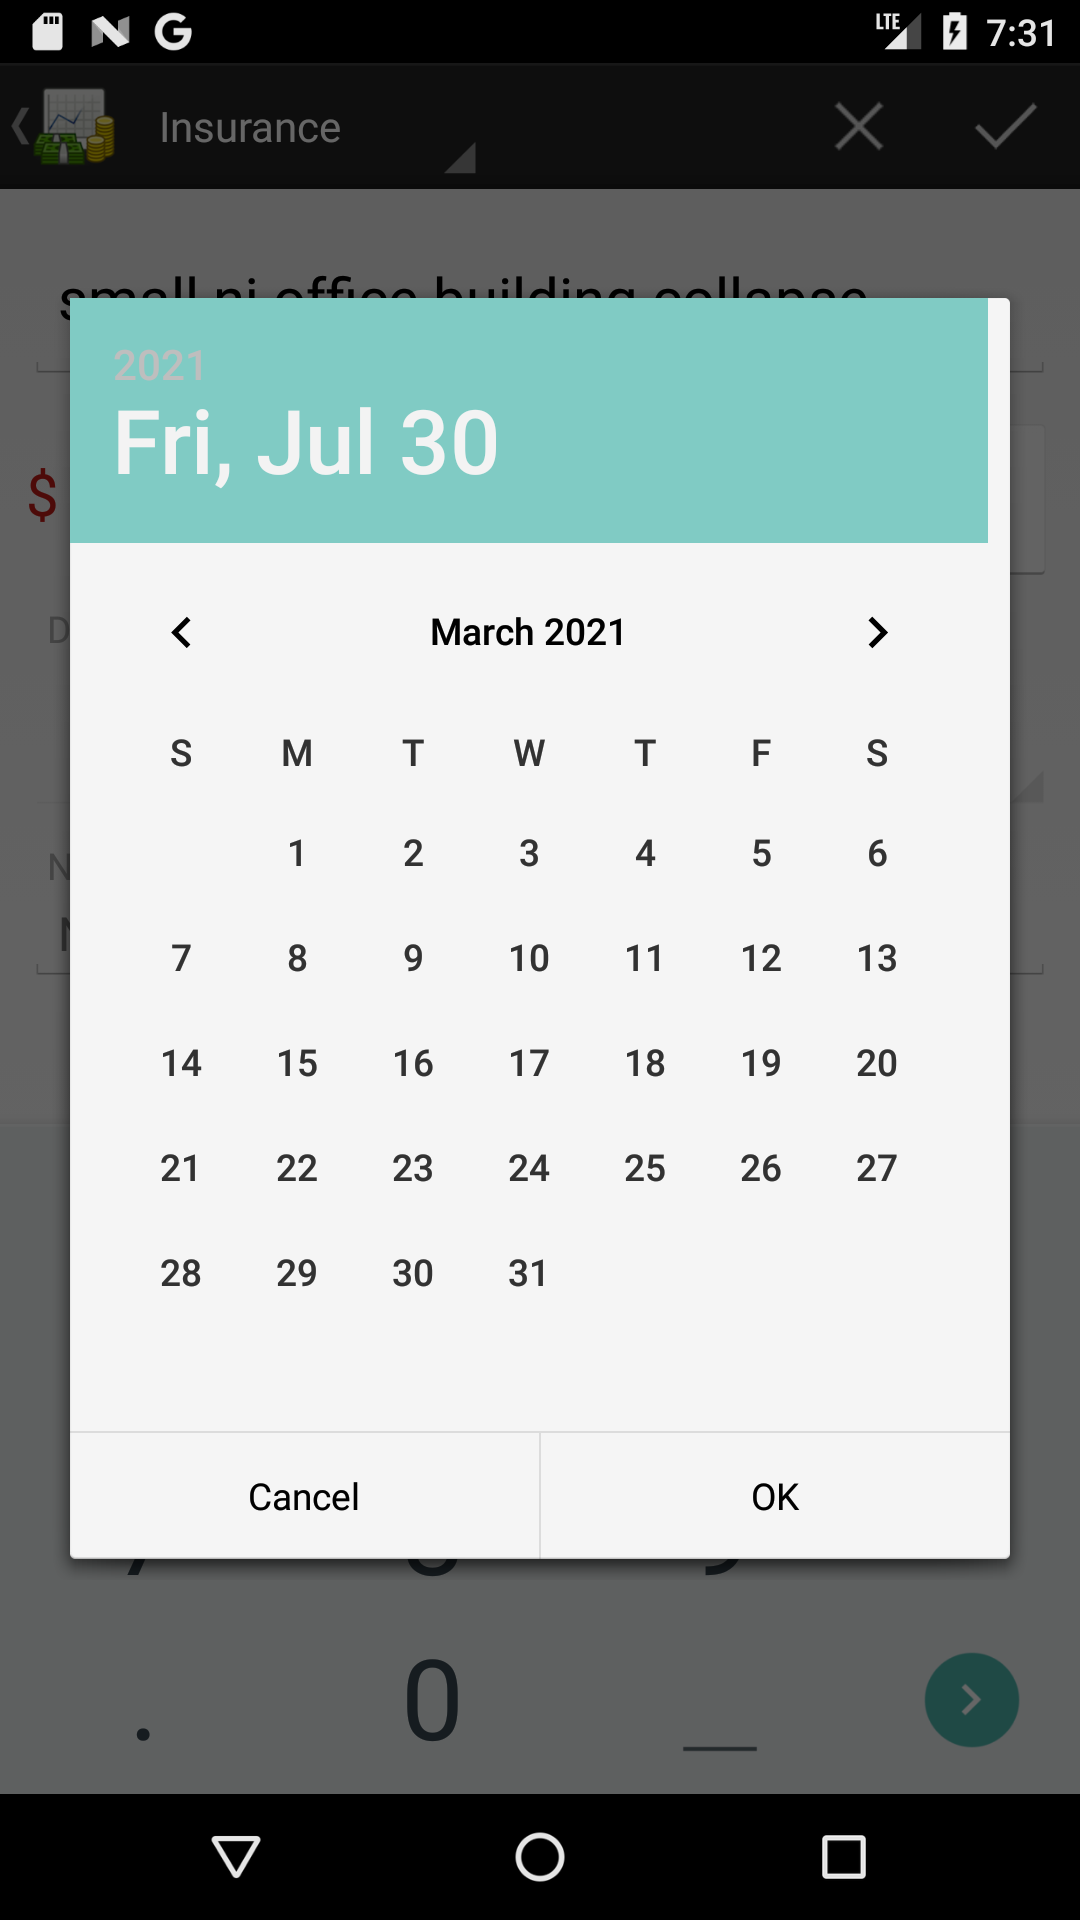 LTE 7:31
Insurance
small nj office building collapse
2021
Fri, Jul 30
$
March 2021
S M T W T F S
1 2 3 4 5 6
7 8 9 10 11 12 13
14 15 16 17 18 19 20
21 22 23 24 25 26 27
28 29 30 31
Cancel OK
. 0